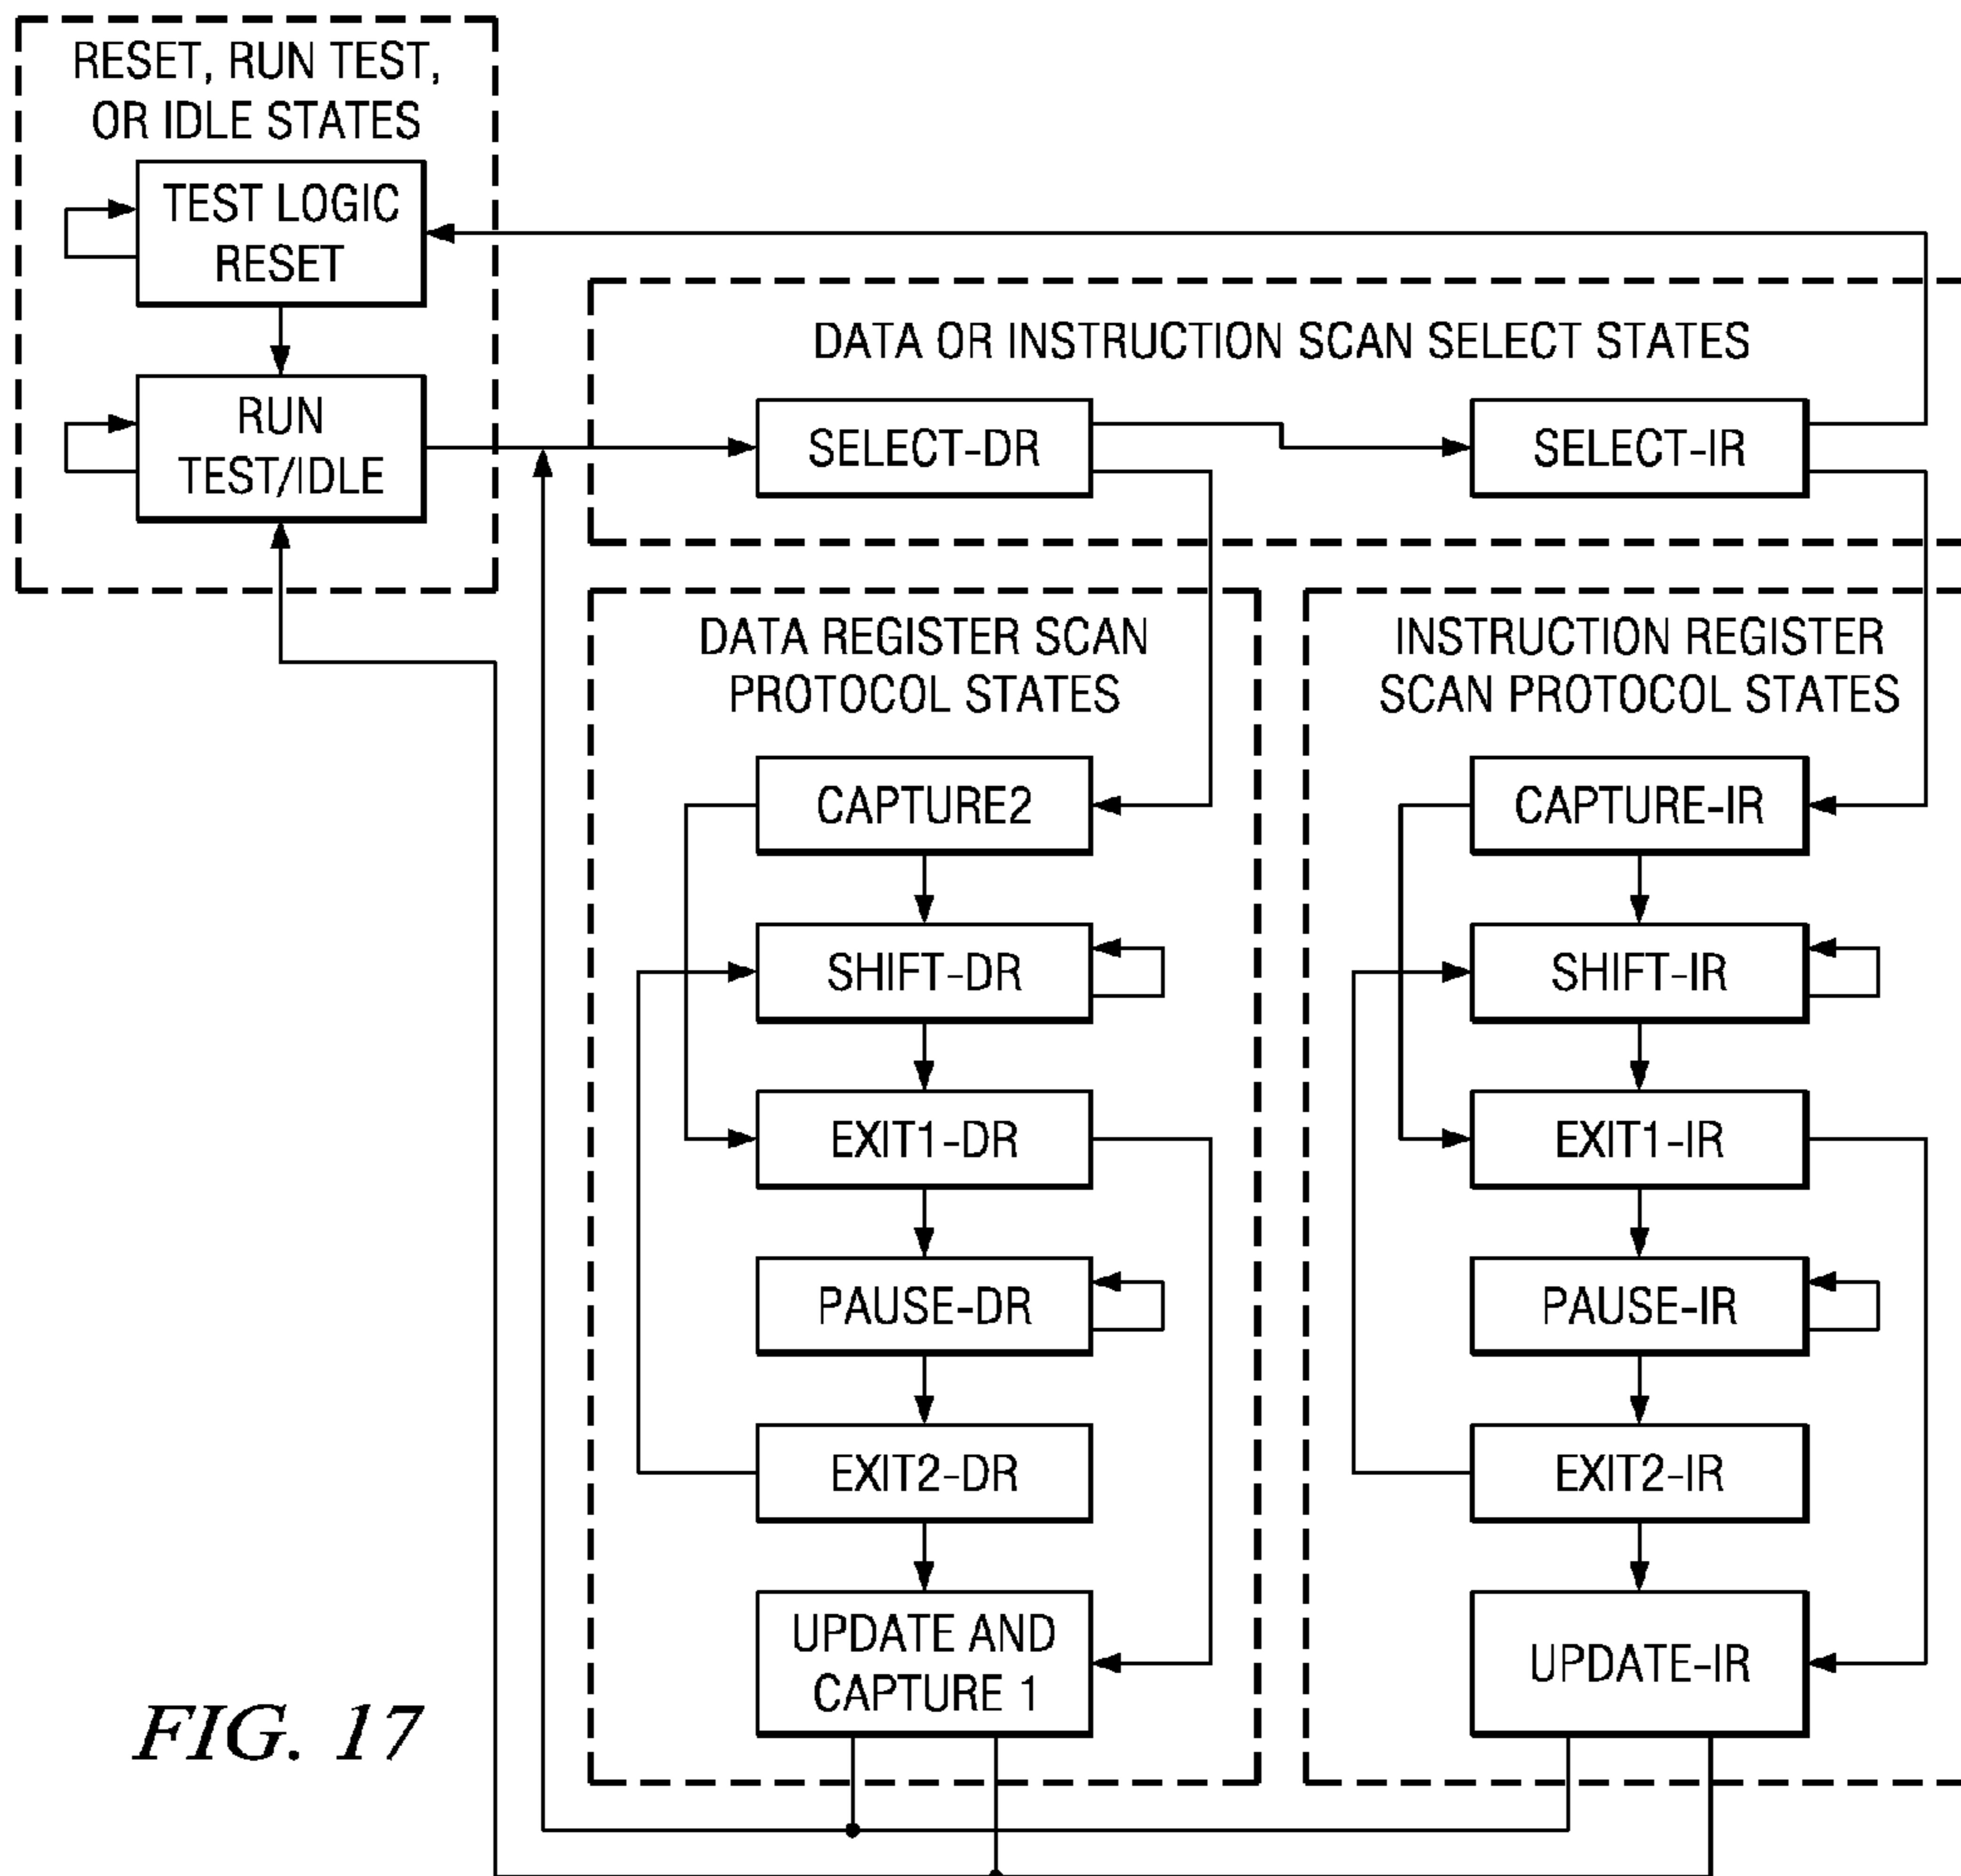 RESET, RUN TEST,
OR IDLE STATES
TEST LOGIC
RESET
RUN
TEST/IDLE
DATA OR INSTRUCTION SCAN SELECT STATES
SELECT-DR
SELECT-IR
DATA REGISTER SCAN
PROTOCOL STATES
CAPTURE2
SHIFT-DR
EXIT1-DR
PAUSE-DR
EXIT2-DR
UPDATE AND
CAPTURE 1
INSTRUCTION REGISTER
SCAN PROTOCOL STATES
CAPTURE-IR
SHIFT-IR
EXIT1-IR
PAUSE-IR
EXIT2-IR
UPDATE-IR
FIG. 17